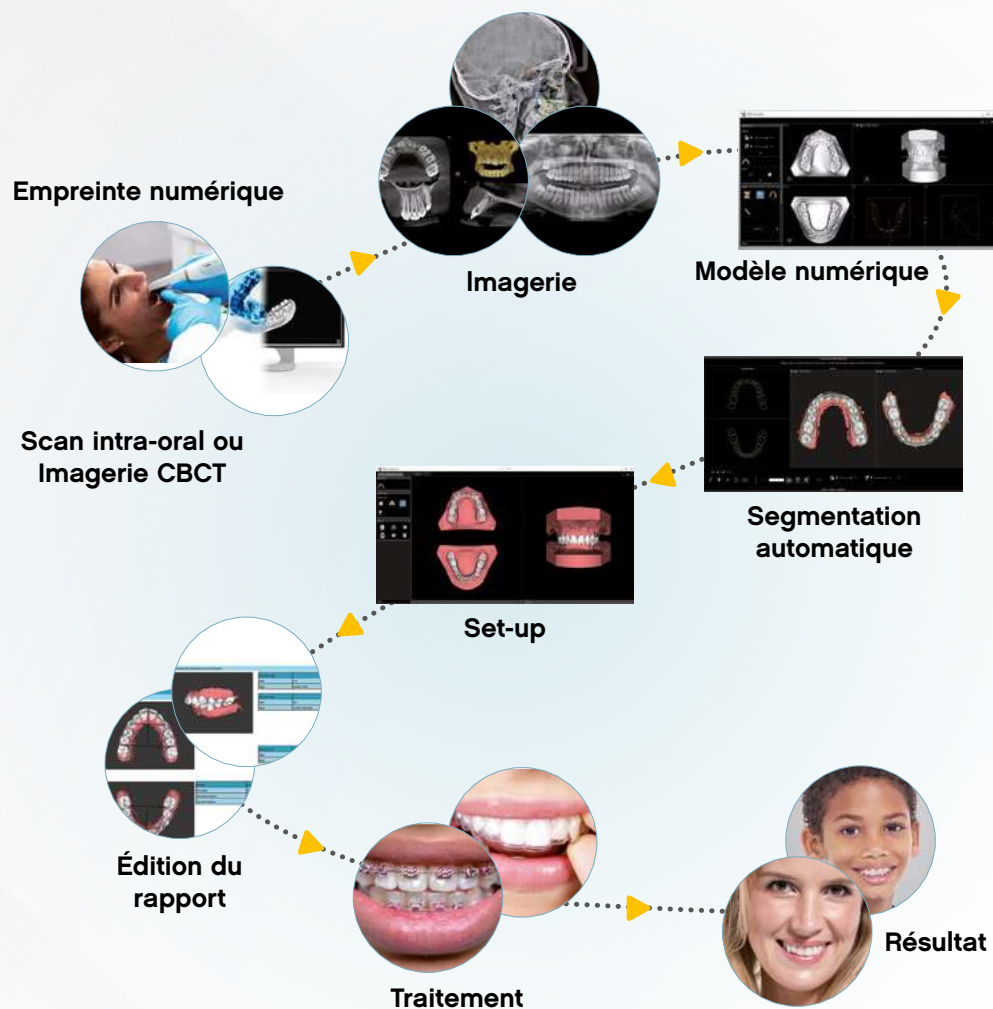 Empreinte numérique
Scan intra-oral ou
Imagerie CBCT
Imagerie
Modèle numérique
Segmentation
automatique
Set-up
Édition du
rapport
Traitement
Résultat